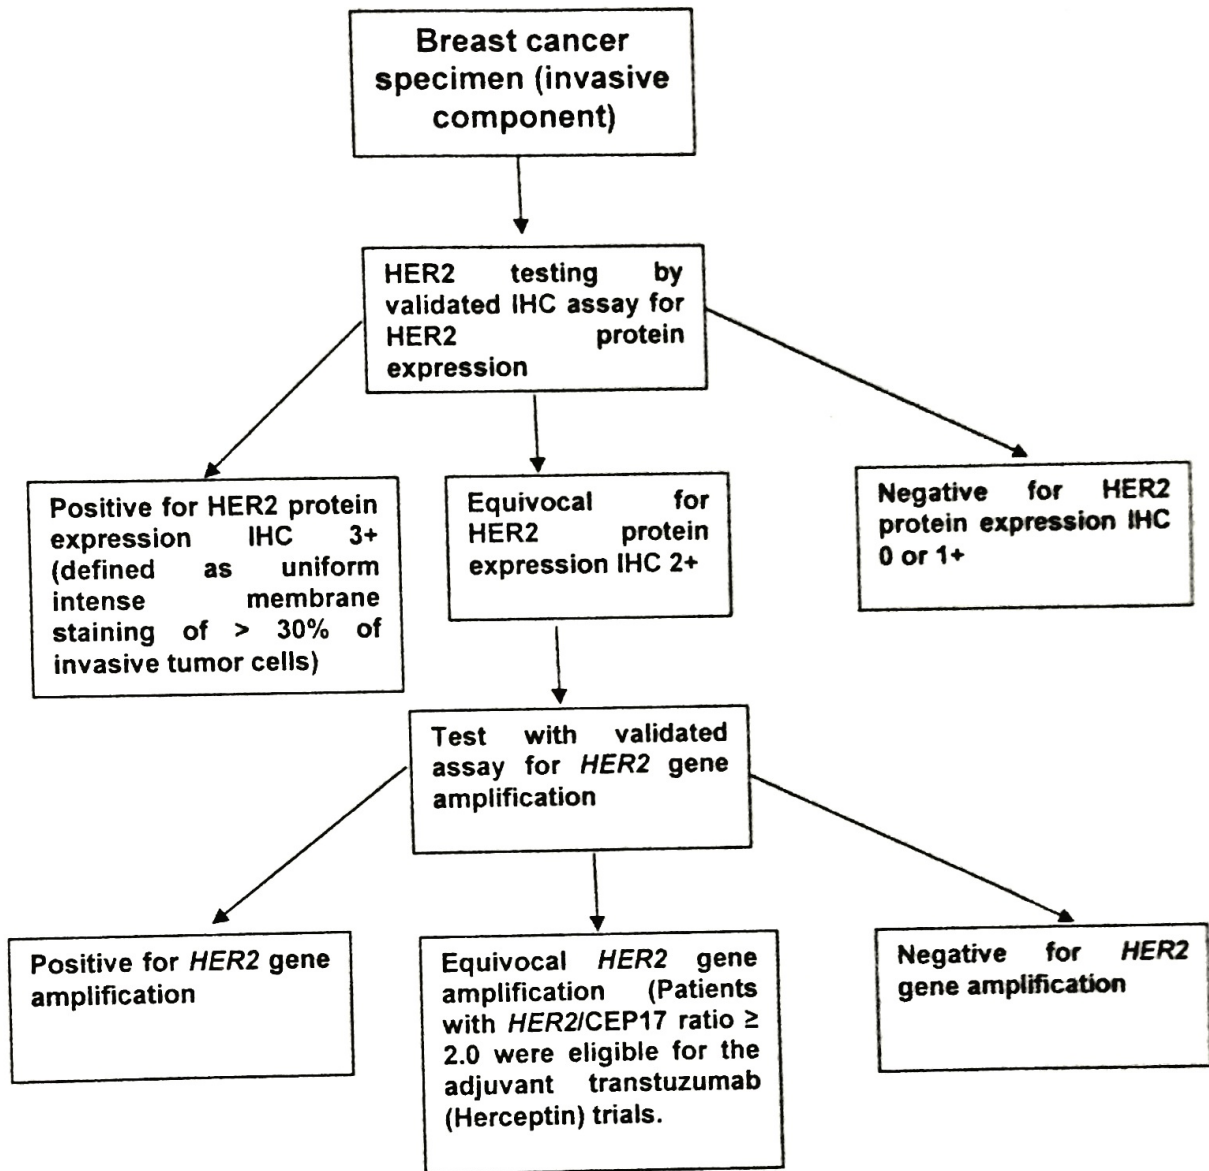 Breast cancer
specimen (invasive
component)
HER2 testing by
validated IHC assay for
HER2 protein
expression
Positive for HER2 protein
expression IHC 3+
(defined as uniform
intense membrane
staining of > 30% of
invasive tumor cells)
Equivocal for
HER2 protein
expression IHC 2+
Negative for HER2
protein expression IHC
0 or 1+
Test with validated
assay for HER2 gene
amplification
Positive for HER2 gene
amplification
Equivocal HER2 gene
amplification (Patients
with HER2/CEP17 ratio ≥
2.0 were eligible for the
adjuvant transtuzumab
(Herceptin) trials.
Negative for HER2
gene amplification